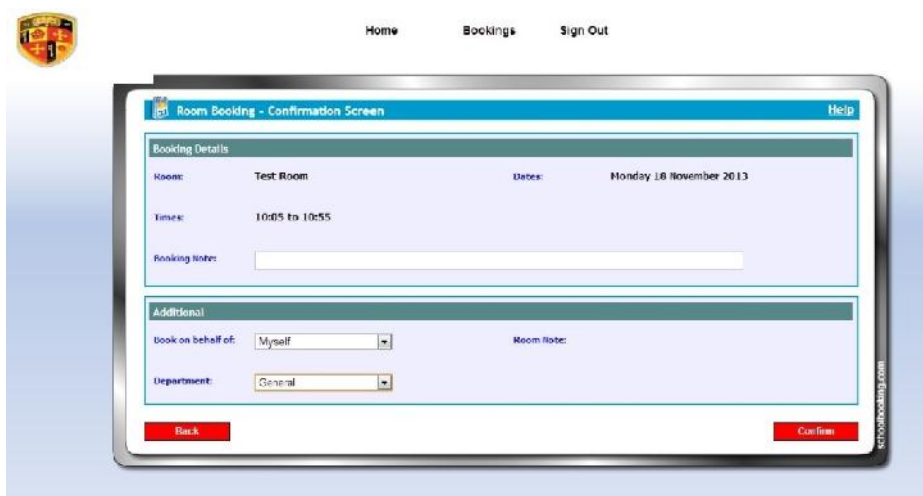 Home Bookings Sign Out
Room Booking - Confirmation Screen Help
Booking Details
Room: Test Room Dates: Monday 18 November 2013
Times: 10:05 to 10:55
Booking Note:
Additional
Book on behalf of: Myself Room Note:
Department: General
Back Confirm
schoolbooking.com